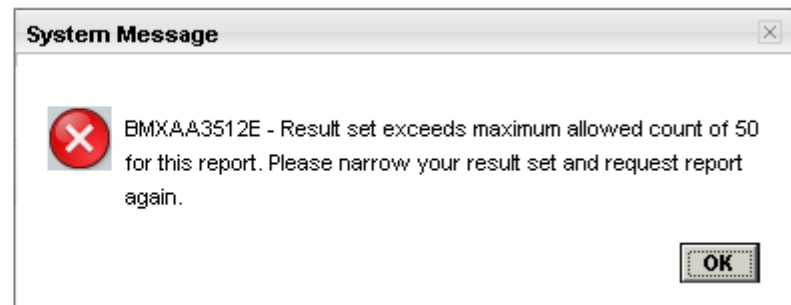 System Message
BMXAA3512E - Result set exceeds maximum allowed count of 50
for this report. Please narrow your result set and request report
again.
OK